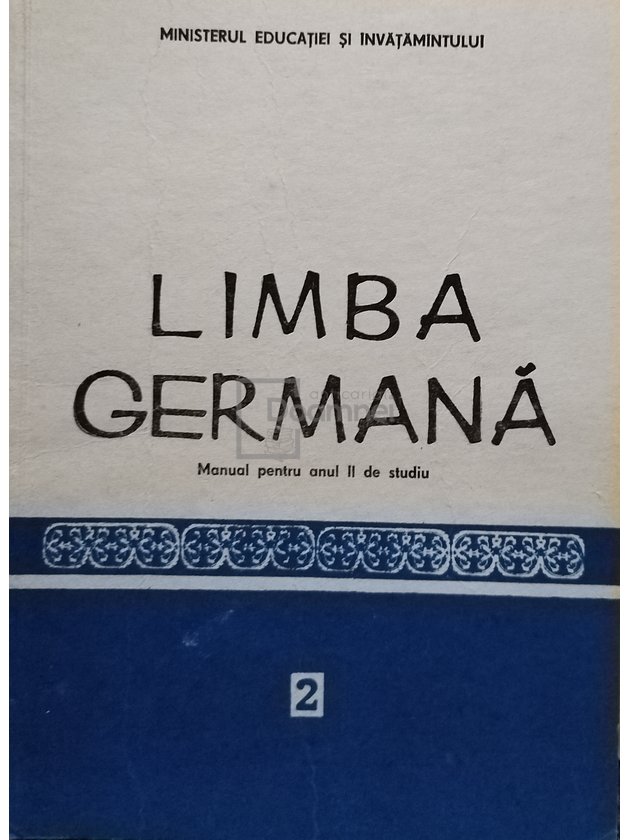 MINISTERUL EDUCAȚIEI ȘI INVĂȚĂMINTULUI
LIMBA
GERMANĂ
Manual pentru anul II de studiu
2